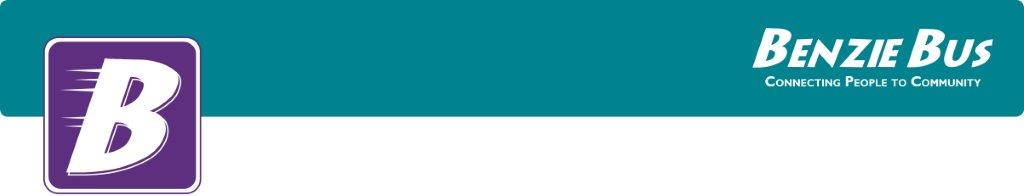 B
BENZIE BUS
CONNECTING PEOPLE TO COMMUNITY